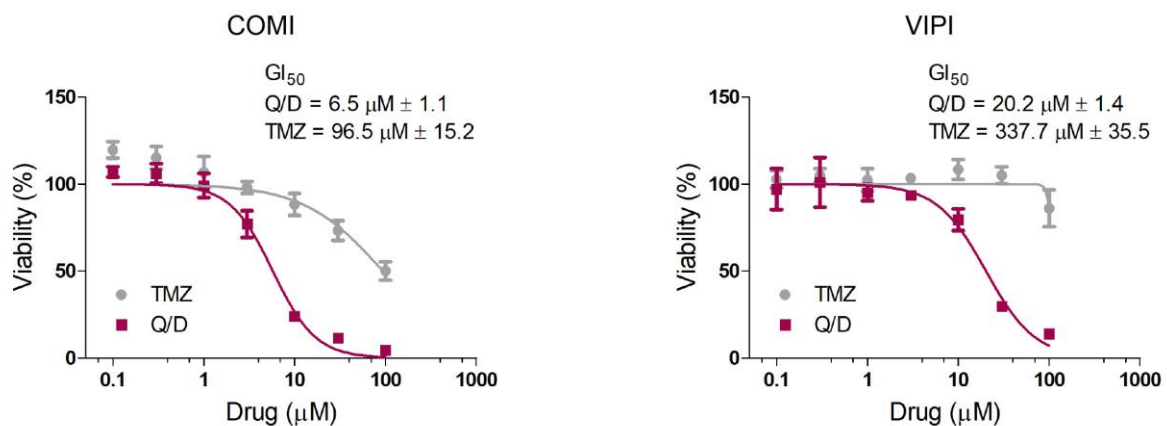 COMI
GI50
Q/D = 6.5 μM ± 1.1
TMZ = 96.5 μM ± 15.2
150
100
50
0
Viability (%)
TMZ
Q/D
0.1 1 10 100 1000
Drug (μM)
VIPI
GI50
Q/D = 20.2 μM ± 1.4
TMZ = 337.7 μM ± 35.5
150
100
50
0
Viability (%)
TMZ
Q/D
0.1 1 10 100 1000
Drug (μM)